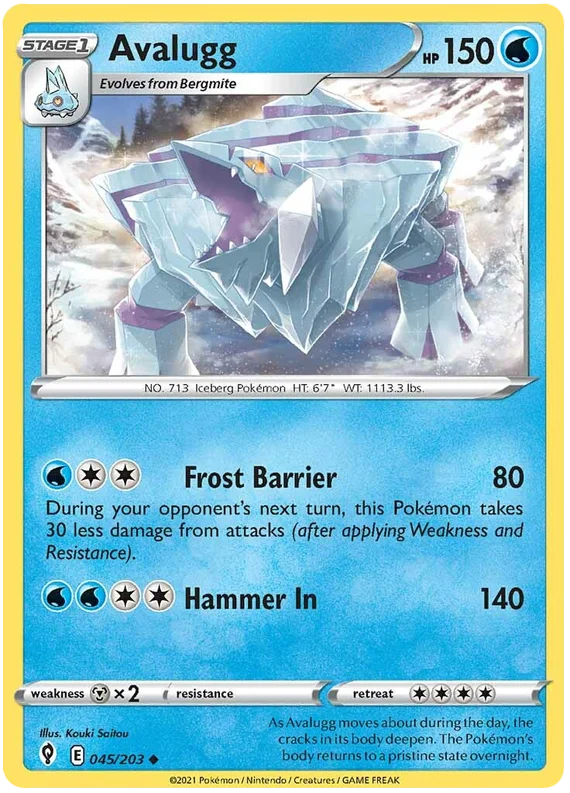 STAGE 1
Avalugg
HP 150
Evolves from Bergmite
NO. 713 Iceberg Pokémon HT: 6'7" WT: 1113.3 lbs.
Frost Barrier 80
During your opponent's next turn, this Pokémon takes
30 less damage from attacks (after applying Weakness and
Resistance).
Hammer In 140
weakness ×2 resistance retreat
Illus. Kouki Saitou
E 045/203
As Avalugg moves about during the day, the
cracks in its body deepen. The Pokémon's
body returns to a pristine state overnight.
©2021 Pokémon / Nintendo / Creatures / GAME FREAK